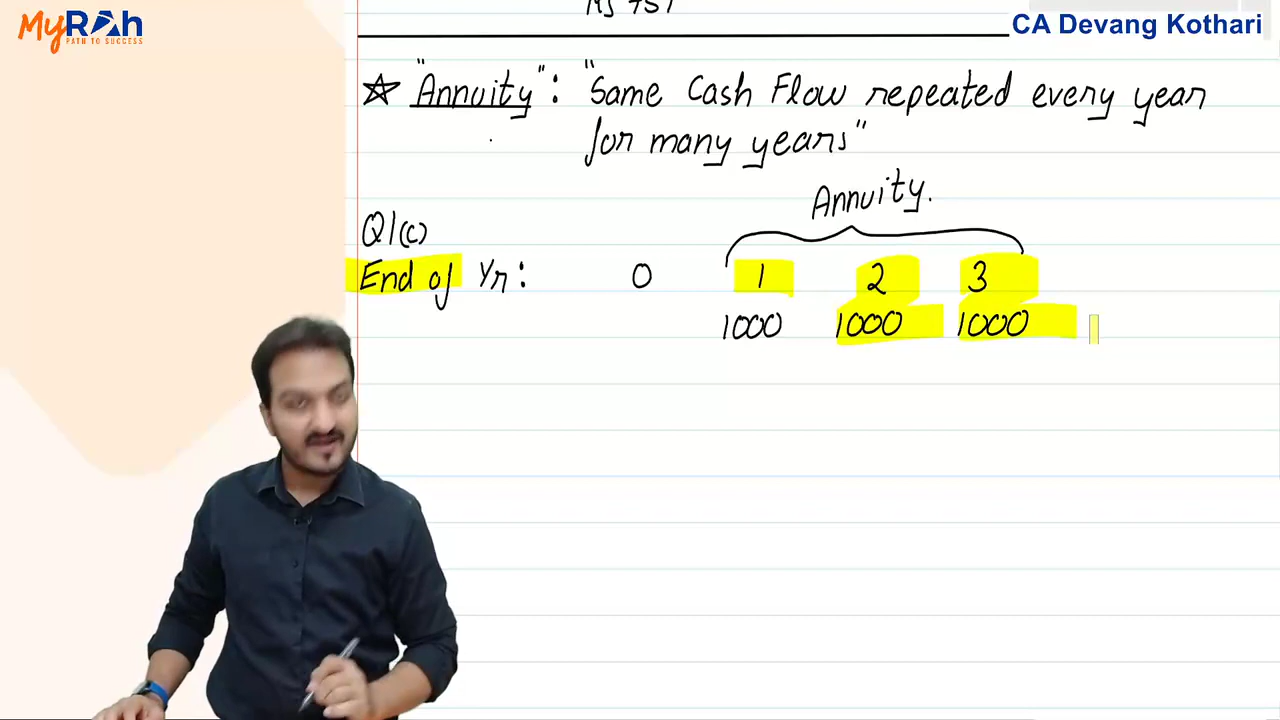 MyRAh
PATH TO SUCCESS
CA Devang Kothari
☆ "Annuity" : "Same Cash Flow repeated every year
for many years"
Annuity.
Q1(c)
End of Yr : 0 1 2 3
1000 1000 1000